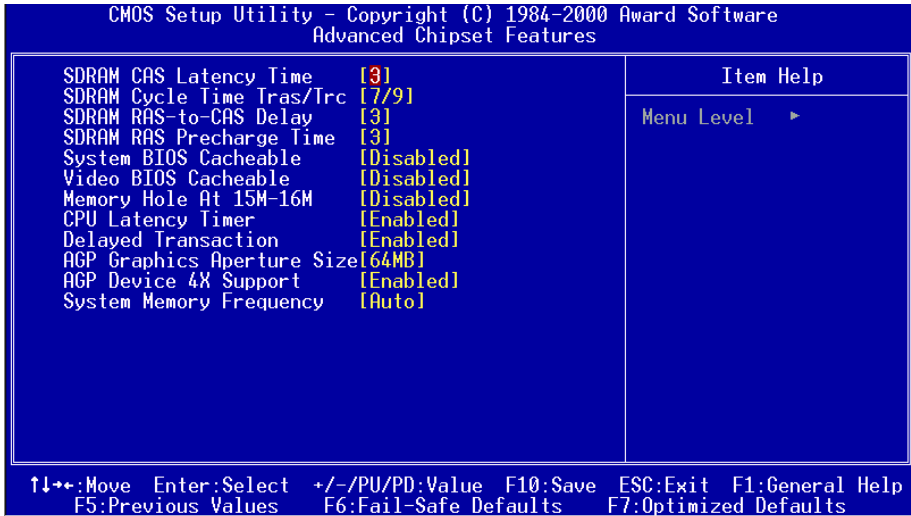 CMOS Setup Utility – Copyright (C) 1984-2000 Award Software
Advanced Chipset Features
SDRAM CAS Latency Time [3]
SDRAM Cycle Time Tras/Trc [7/9]
SDRAM RAS-to-CAS Delay [3]
SDRAM RAS Precharge Time [3]
System BIOS Cacheable [Disabled]
Video BIOS Cacheable [Disabled]
Memory Hole At 15M-16M [Disabled]
CPU Latency Timer [Enabled]
Delayed Transaction [Enabled]
AGP Graphics Aperture Size[64MB]
AGP Device 4X Support [Enabled]
System Memory Frequency [Auto]
Item Help
Menu Level ►
↑↓→←:Move Enter:Select +/-/PU/PD:Value F10:Save ESC:Exit F1:General Help
F5:Previous Values F6:Fail-Safe Defaults F7:Optimized Defaults